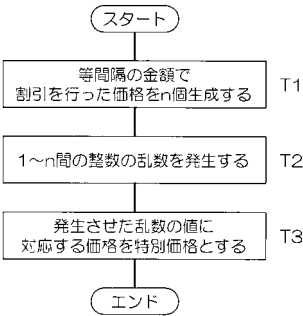 スタート
等間隔の金額で
割引を行った価格をn個生成する
T1
1〜n間の整数の乱数を発生する
T2
発生させた乱数の値に
対応する価格を特別価格とする
T3
エンド